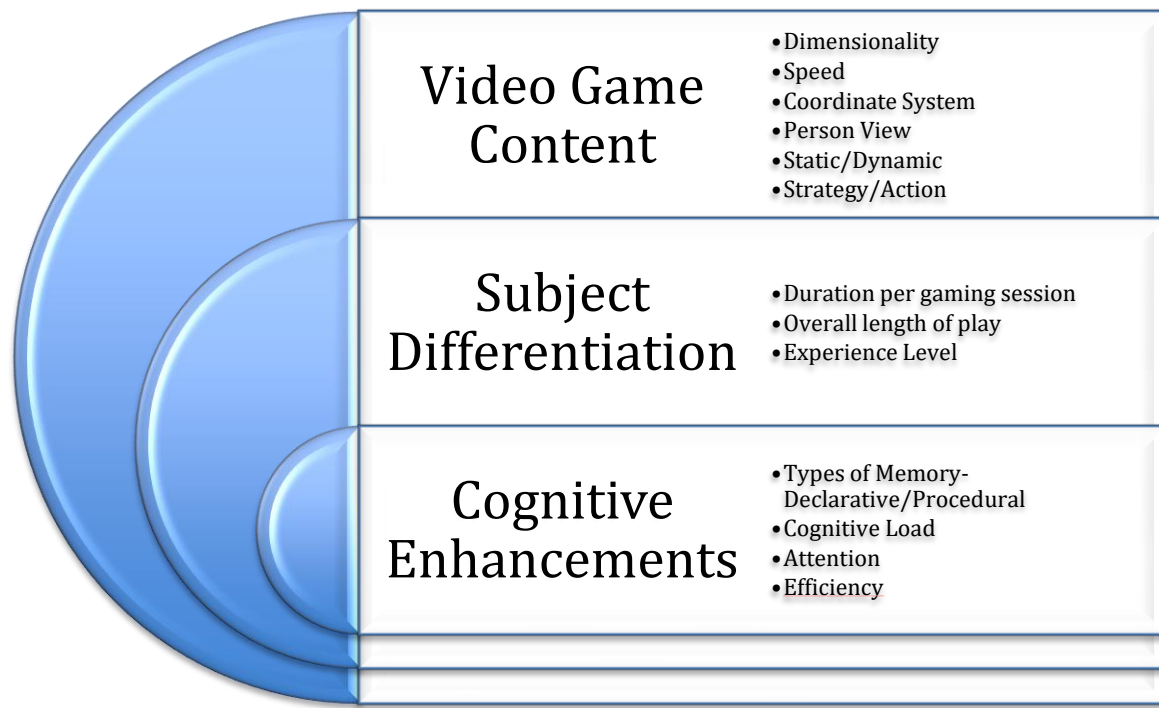 Video Game
Content
•Dimensionality
•Speed
•Coordinate System
•Person View
•Static/Dynamic
•Strategy/Action
Subject
Differentiation
•Duration per gaming session
•Overall length of play
•Experience Level
Cognitive
Enhancements
•Types of Memory-
Declarative/Procedural
•Cognitive Load
•Attention
•Efficiency